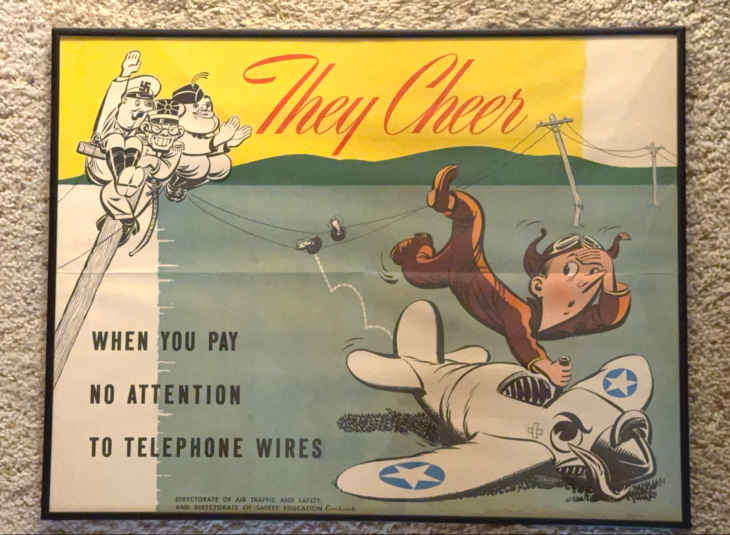 They Cheer
WHEN YOU PAY
NO ATTENTION
TO TELEPHONE WIRES
DIRECTORATE OF AIR TRAFFIC AND SAFETY,
AND DIRECTORATE OF SAFETY EDUCATION